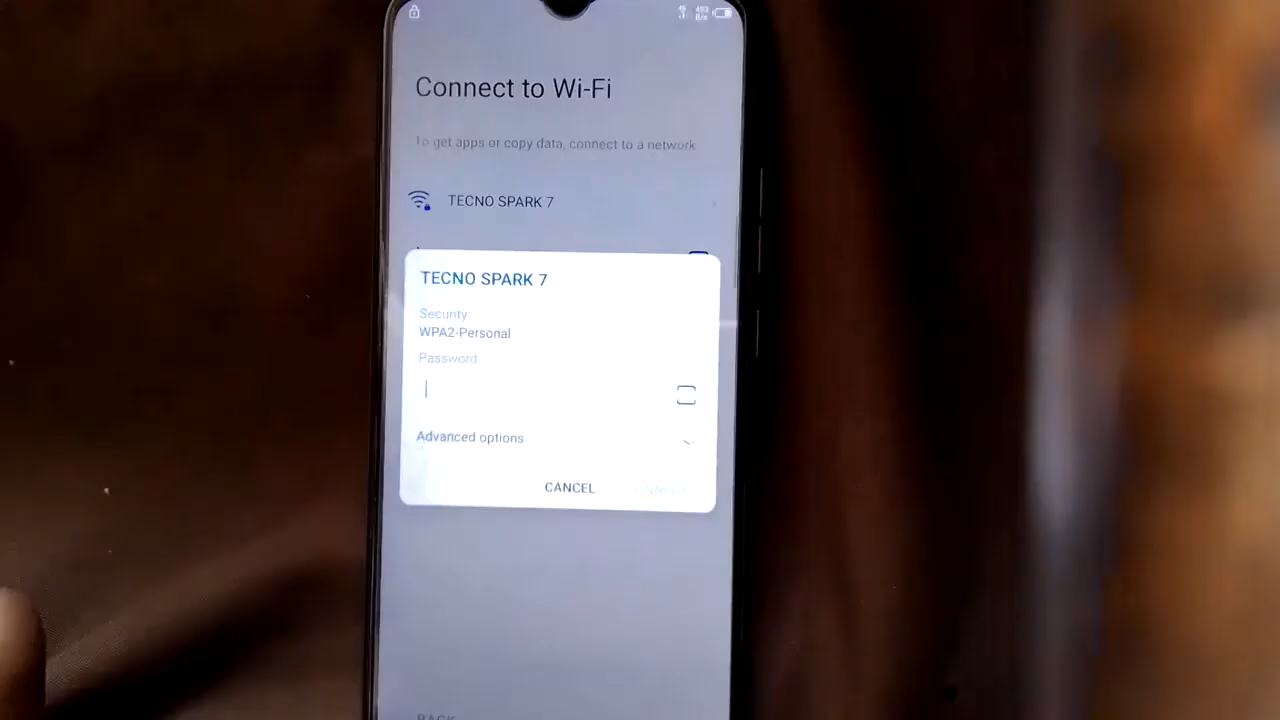 Connect to Wi-Fi
To get apps or copy data, connect to a network
TECNO SPARK 7
TECNO SPARK 7
Security
WPA2-Personal
Password
Advanced options
CANCEL